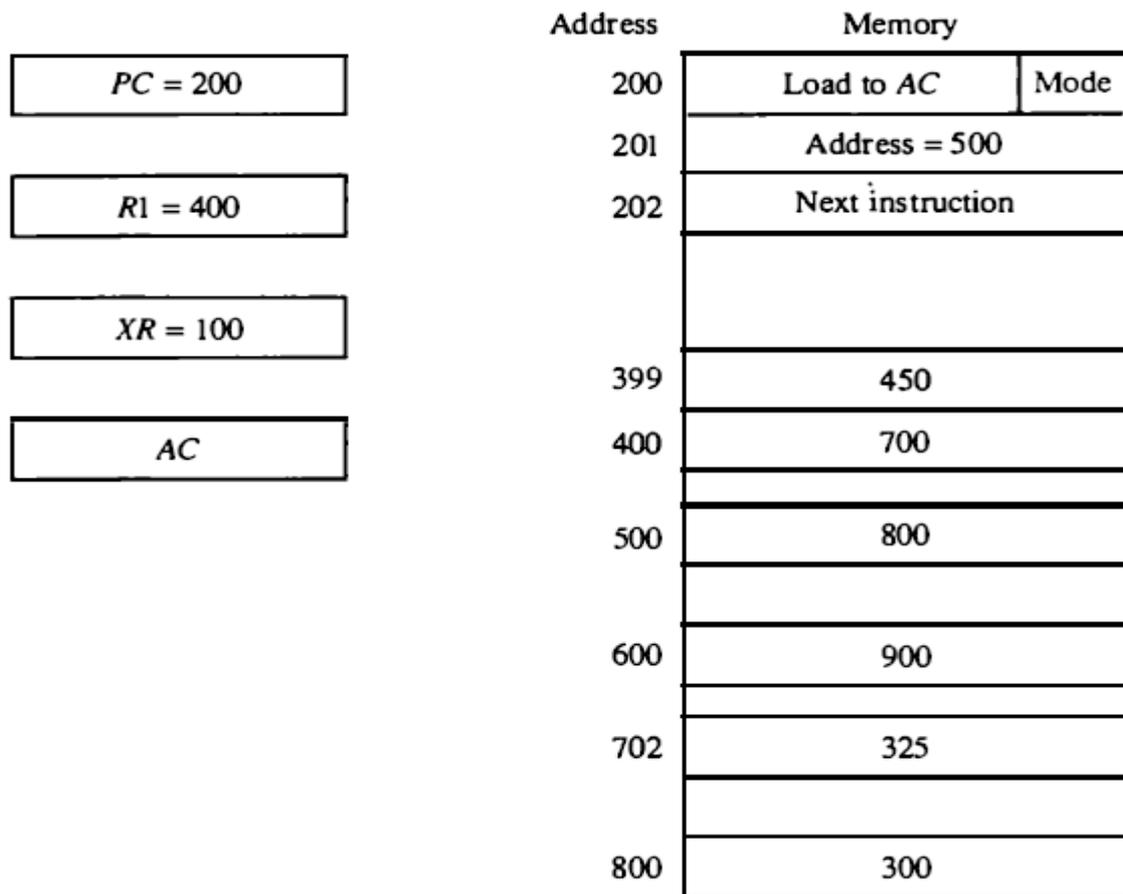 Address Memory
PC = 200
200 Load to AC Mode
201 Address = 500
R1 = 400
202 Next instruction
XR = 100
399 450
AC
400 700
500 800
600 900
702 325
800 300